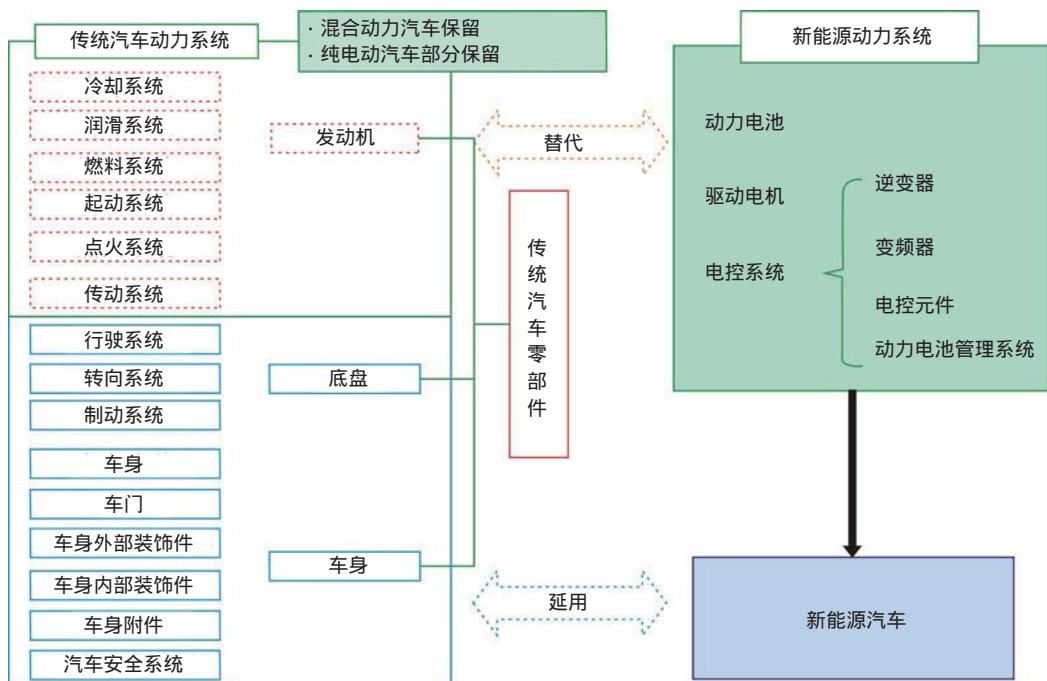 传统汽车动力系统
· 混合动力汽车保留
· 纯电动汽车部分保留
冷却系统
润滑系统
燃料系统
起动系统
点火系统
传动系统
发动机
行驶系统
转向系统
制动系统
底盘
车身
车门
车身外部装饰件
车身内部装饰件
车身附件
汽车安全系统
车身
传统汽车零部件
替代
延用
新能源动力系统
动力电池
驱动电机
电控系统
逆变器
变频器
电控元件
动力电池管理系统
新能源汽车